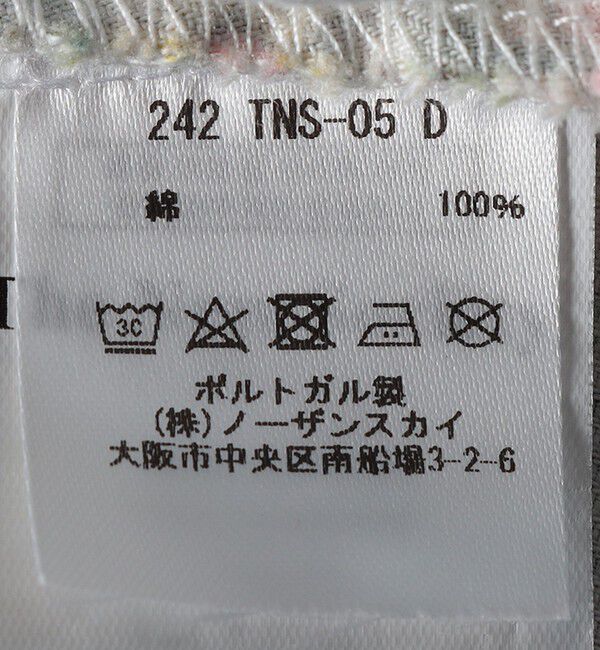 242 TNS-05 D
綿 100%
30
ポルトガル製
(株)ノーザンスカイ
大阪市中央区南船場3-2-6